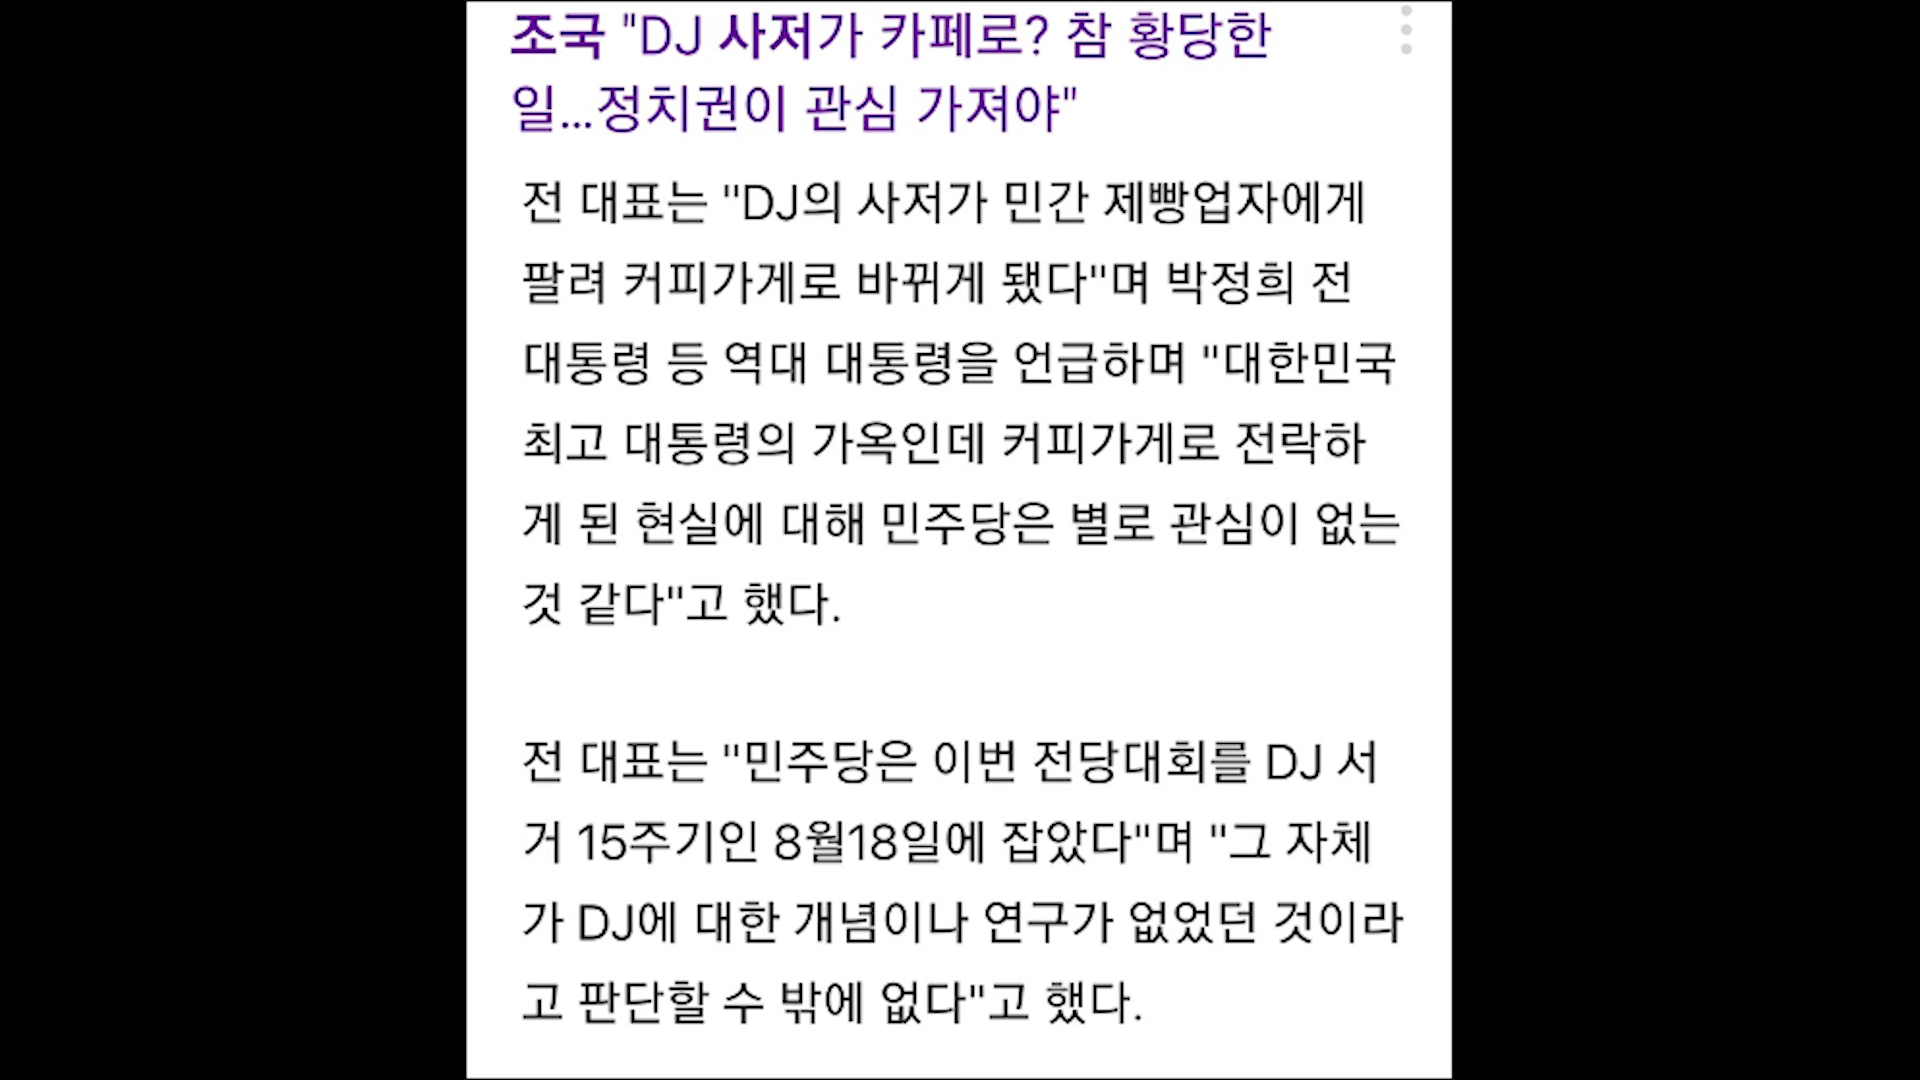 조국 "DJ 사저가 카페로? 참 황당한
일...정치권이 관심 가져야"
전 대표는 "DJ의 사저가 민간 제빵업자에게
팔려 커피가게로 바뀌게 됐다"며 박정희 전
대통령 등 역대 대통령을 언급하며 "대한민국
최고 대통령의 가옥인데 커피가게로 전락하
게 된 현실에 대해 민주당은 별로 관심이 없는
것 같다"고 했다.
전 대표는 "민주당은 이번 전당대회를 DJ 서
거 15주기인 8월18일에 잡았다"며 "그 자체
가 DJ에 대한 개념이나 연구가 없었던 것이라
고 판단할 수 밖에 없다"고 했다.